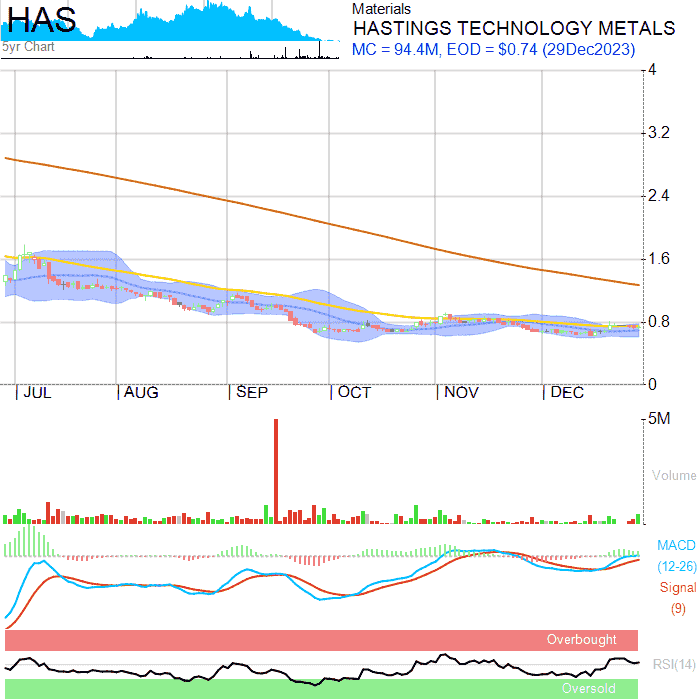 HAS
5yr Chart
Materials
HASTINGS TECHNOLOGY METALS
MC = 94.4M, EOD = $0.74 (29Dec2023)
4
3.2
2.4
1.6
0.8
0
| JUL | AUG | SEP | OCT | NOV | DEC
5M
Volume
MACD
(12-26)
Signal
(9)
Overbought
RSI(14)
Oversold